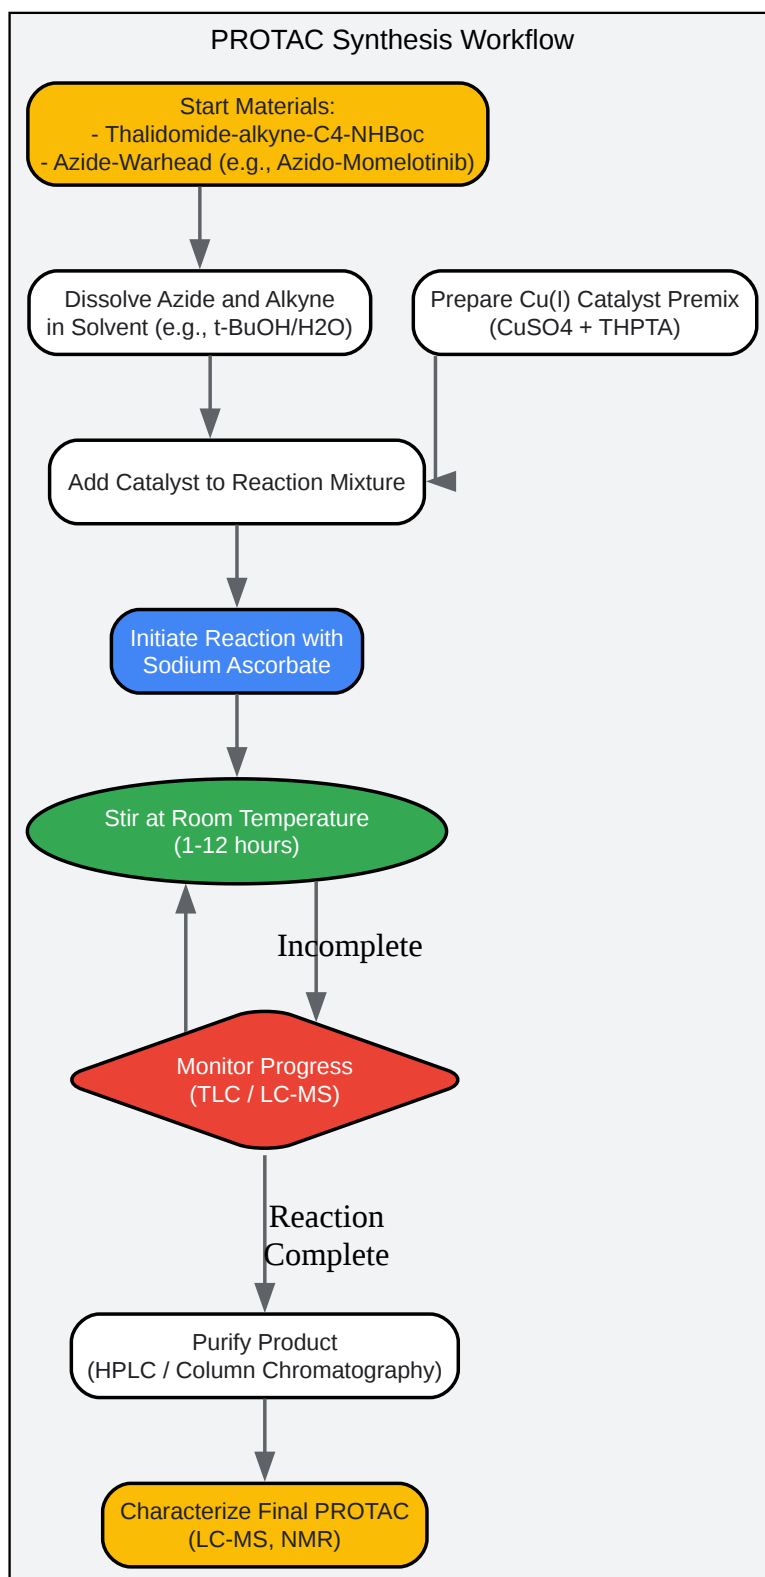 PROTAC Synthesis Workflow
Start Materials:
- Thalidomide-alkyne-C4-NHBoc
- Azide-Warhead (e.g., Azido-Momelotinib)
Dissolve Azide and Alkyne
in Solvent (e.g., t-BuOH/H2O)
Prepare Cu(I) Catalyst Premix
(CuSO4 + THPTA)
Add Catalyst to Reaction Mixture
Initiate Reaction with
Sodium Ascorbate
Stir at Room Temperature
(1-12 hours)
Incomplete
Monitor Progress
(TLC / LC-MS)
Reaction
Complete
Purify Product
(HPLC / Column Chromatography)
Characterize Final PROTAC
(LC-MS, NMR)